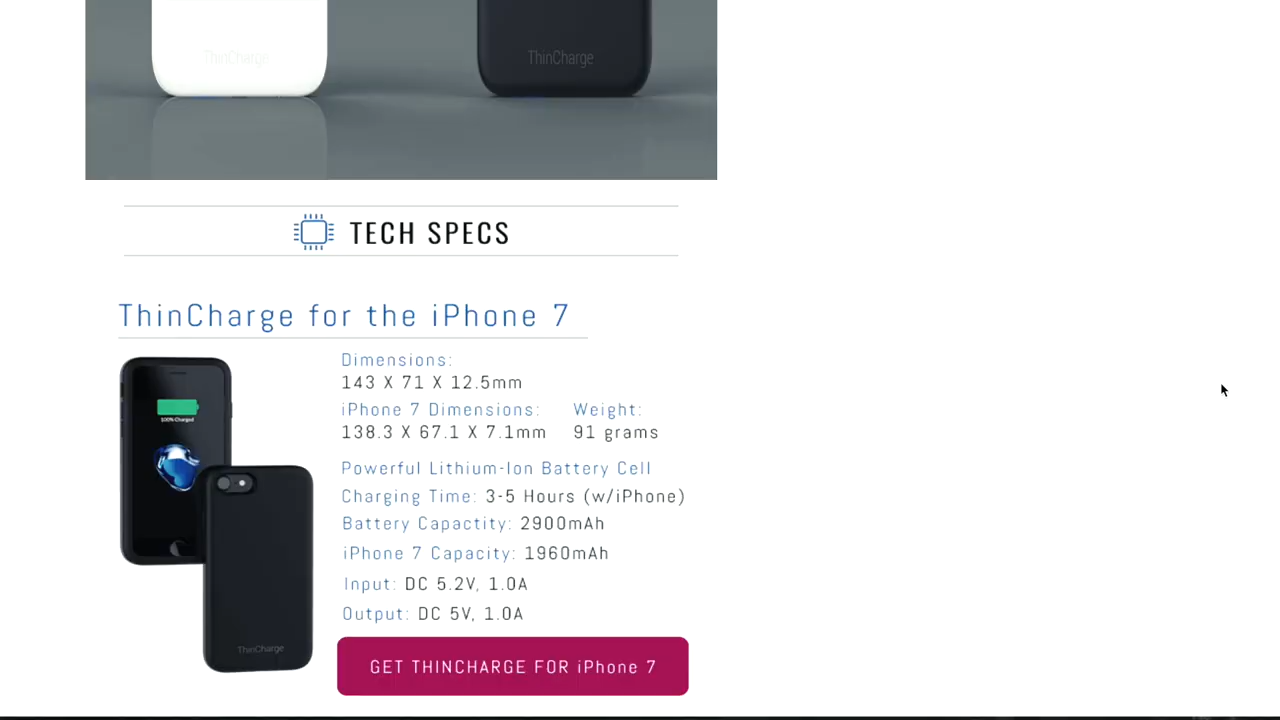 ThinCharge
ThinCharge
TECH SPECS
ThinCharge for the iPhone 7
Dimensions:
143 X 71 X 12.5mm
iPhone 7 Dimensions: Weight:
138.3 X 67.1 X 7.1mm 91 grams
Powerful Lithium-Ion Battery Cell
Charging Time: 3-5 Hours (w/iPhone)
Battery Capactity: 2900mAh
iPhone 7 Capacity: 1960mAh
Input: DC 5.2V, 1.0A
Output: DC 5V, 1.0A
100% Charged
ThinCharge
GET THINCHARGE FOR iPhone 7